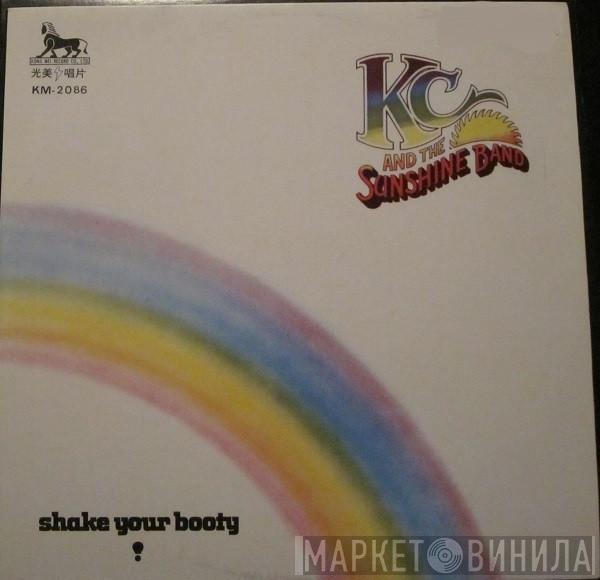 KUNG MEI RECORD CO., LTD
光美唱片
KM-2086
KC
AND THE
SUNSHINE BAND
shake your booty
!
МАРКЕТ ВИНИЛА